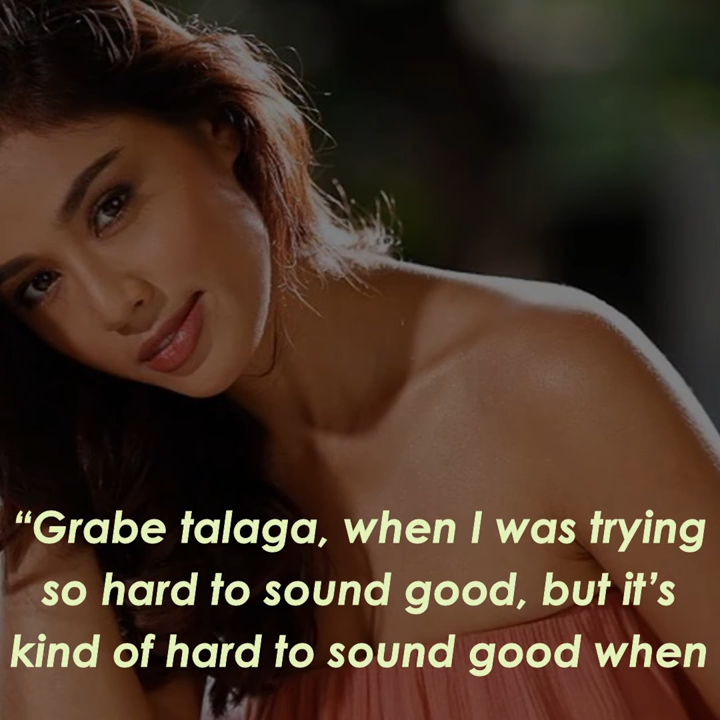 “Grabe talaga, when I was trying
so hard to sound good, but it’s
kind of hard to sound good when